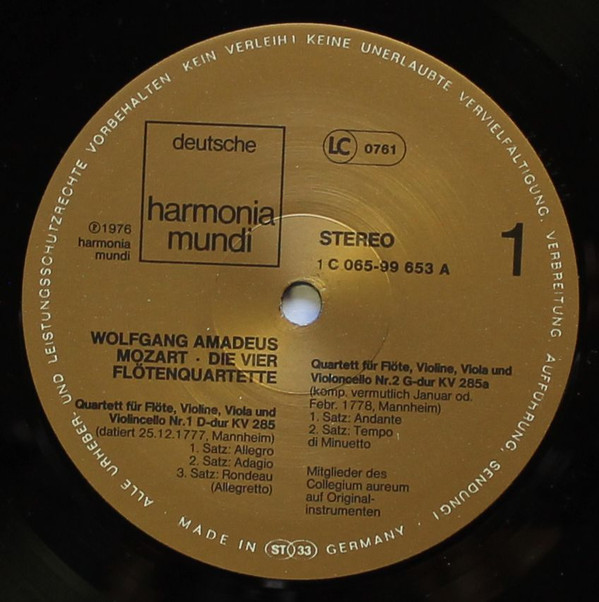 ALLE URHEBER- UND LEISTUNGSSCHUTZRECHTE VORBEHALTEN KEIN VERLEIH! KEINE UNERLAUBTE VERVIELFÄLTIGUNG, VERBREITUNG AUFFÜHRUNG, SENDUNG!
deutsche
harmonia
mundi
LC 0761
Ⓟ1976
harmonia
mundi
STEREO
1
1 C 065-99 653 A
WOLFGANG AMADEUS
MOZART · DIE VIER
FLÖTENQUARTETTE
Quartett für Flöte, Violine, Viola und
Violincello Nr.1 D-dur KV 285
(datiert 25.12.1777, Mannheim)
1. Satz: Allegro
2. Satz: Adagio
3. Satz: Rondeau
(Allegretto)
Quartett für Flöte, Violine, Viola und
Violoncello Nr.2 G-dur KV 285a
(komp. vermutlich Januar od.
Febr. 1778, Mannheim)
1. Satz: Andante
2. Satz: Tempo
di Minuetto
Mitglieder des
Collegium aureum
auf Original-
instrumenten
MADE IN ST 33 GERMANY ·